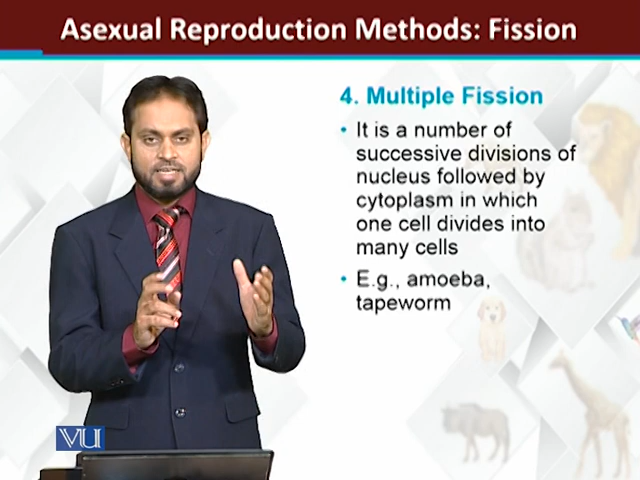 Asexual Reproduction Methods: Fission
4. Multiple Fission
• It is a number of
successive divisions of
nucleus followed by
cytoplasm in which
one cell divides into
many cells
• E.g., amoeba,
tapeworm
VU